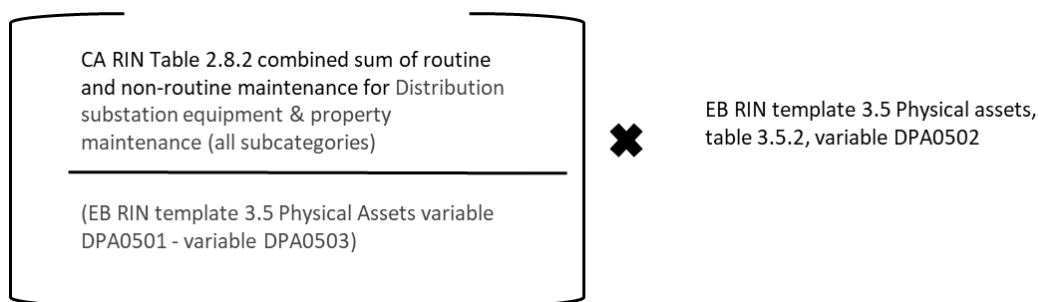 CA RIN Table 2.8.2 combined sum of routine
and non-routine maintenance for Distribution
substation equipment & property
maintenance (all subcategories)
EB RIN template 3.5 Physical assets,
table 3.5.2, variable DPA0502
(EB RIN template 3.5 Physical Assets variable
DPA0501 - variable DPA0503)